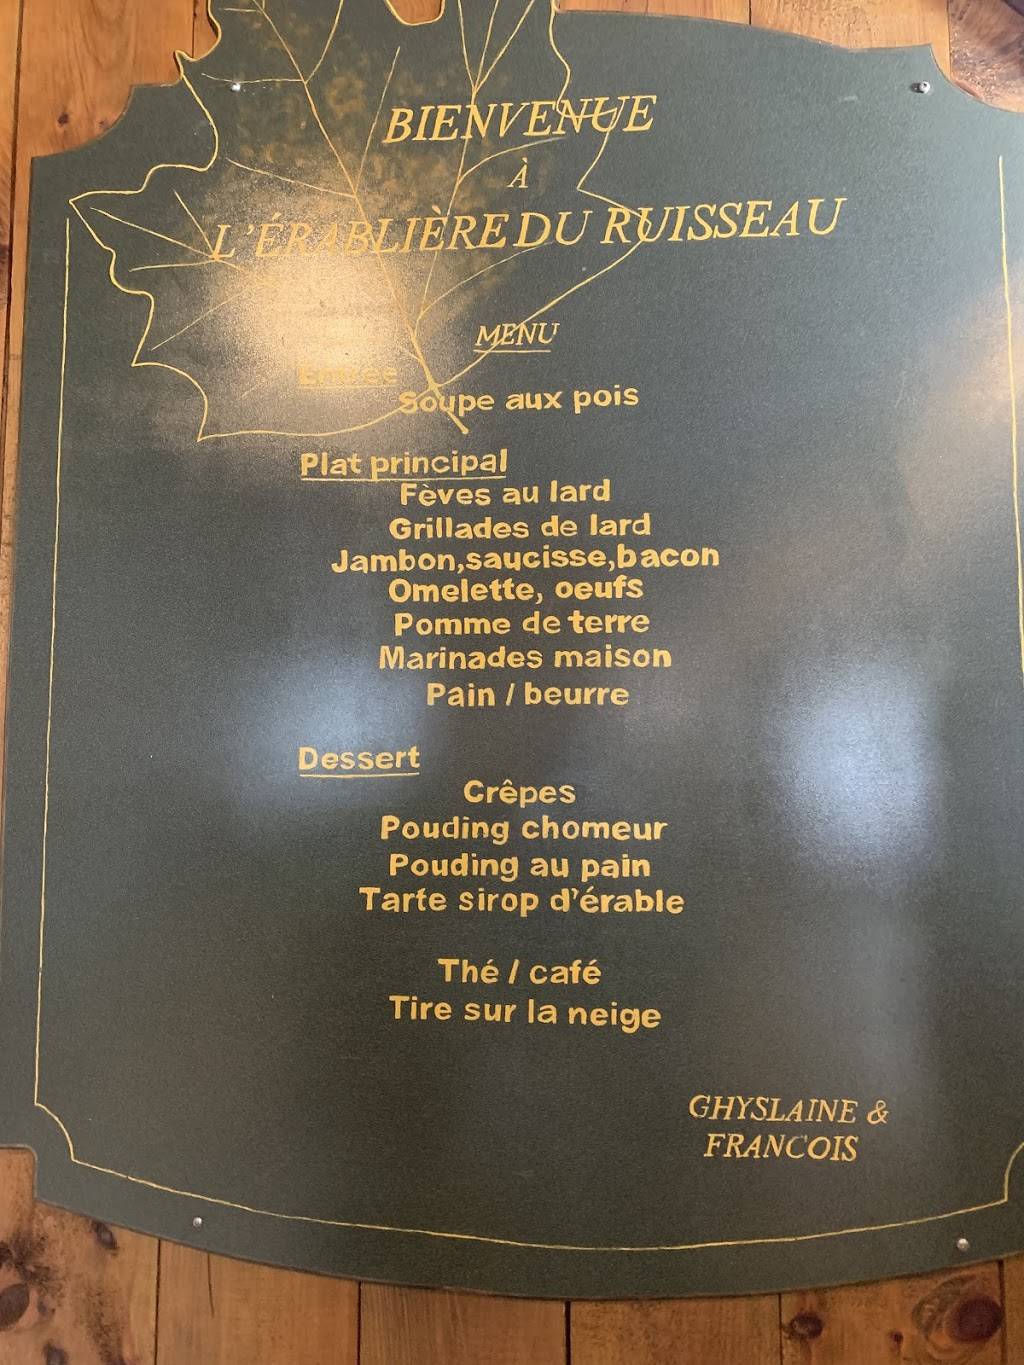 BIENVENUE
À
L'ÉRABLIÈRE DU RUISSEAU
MENU
Entrée
Soupe aux pois
Plat principal
Fèves au lard
Grillades de lard
Jambon,saucisse,bacon
Omelette, oeufs
Pomme de terre
Marinades maison
Pain / beurre
Dessert
Crêpes
Pouding chomeur
Pouding au pain
Tarte sirop d'érable
Thé / café
Tire sur la neige
GHYSLAINE &
FRANCOIS